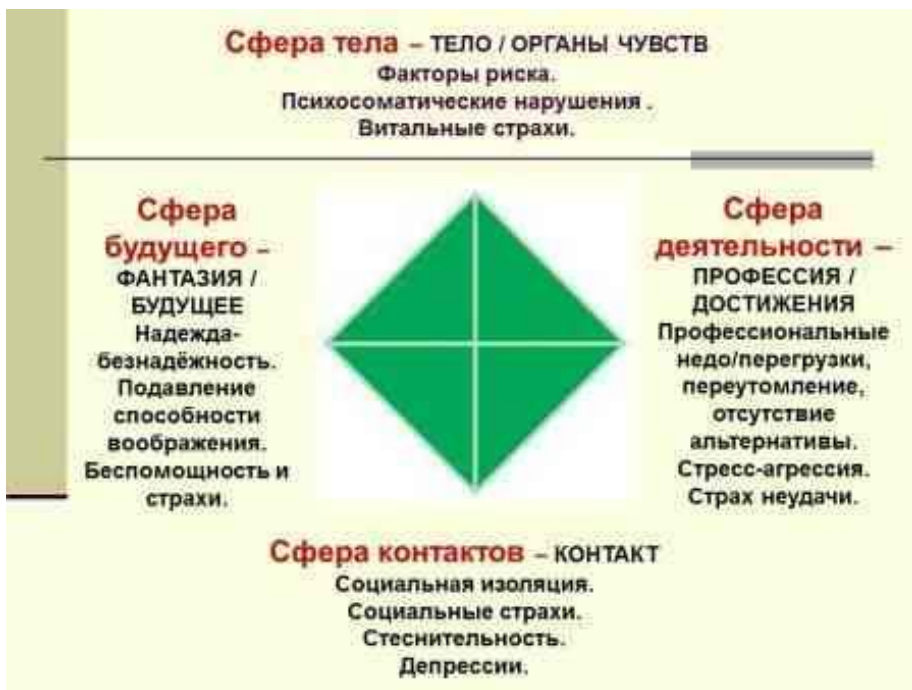 Сфера тела – ТЕЛО / ОРГАНЫ ЧУВСТВ
Факторы риска.
Психосоматические нарушения .
Витальные страхи.
Сфера
будущего –
ФАНТАЗИЯ /
БУДУЩЕЕ
Надежда-
безнадёжность.
Подавление
способности
воображения.
Беспомощность и
страхи.
Сфера
деятельности –
ПРОФЕССИЯ /
ДОСТИЖЕНИЯ
Профессиональные
недо/перегрузки,
переутомление,
отсутствие
альтернативы.
Стресс-агрессия.
Страх неудачи.
Сфера контактов – КОНТАКТ
Социальная изоляция.
Социальные страхи.
Стеснительность.
Депрессии.